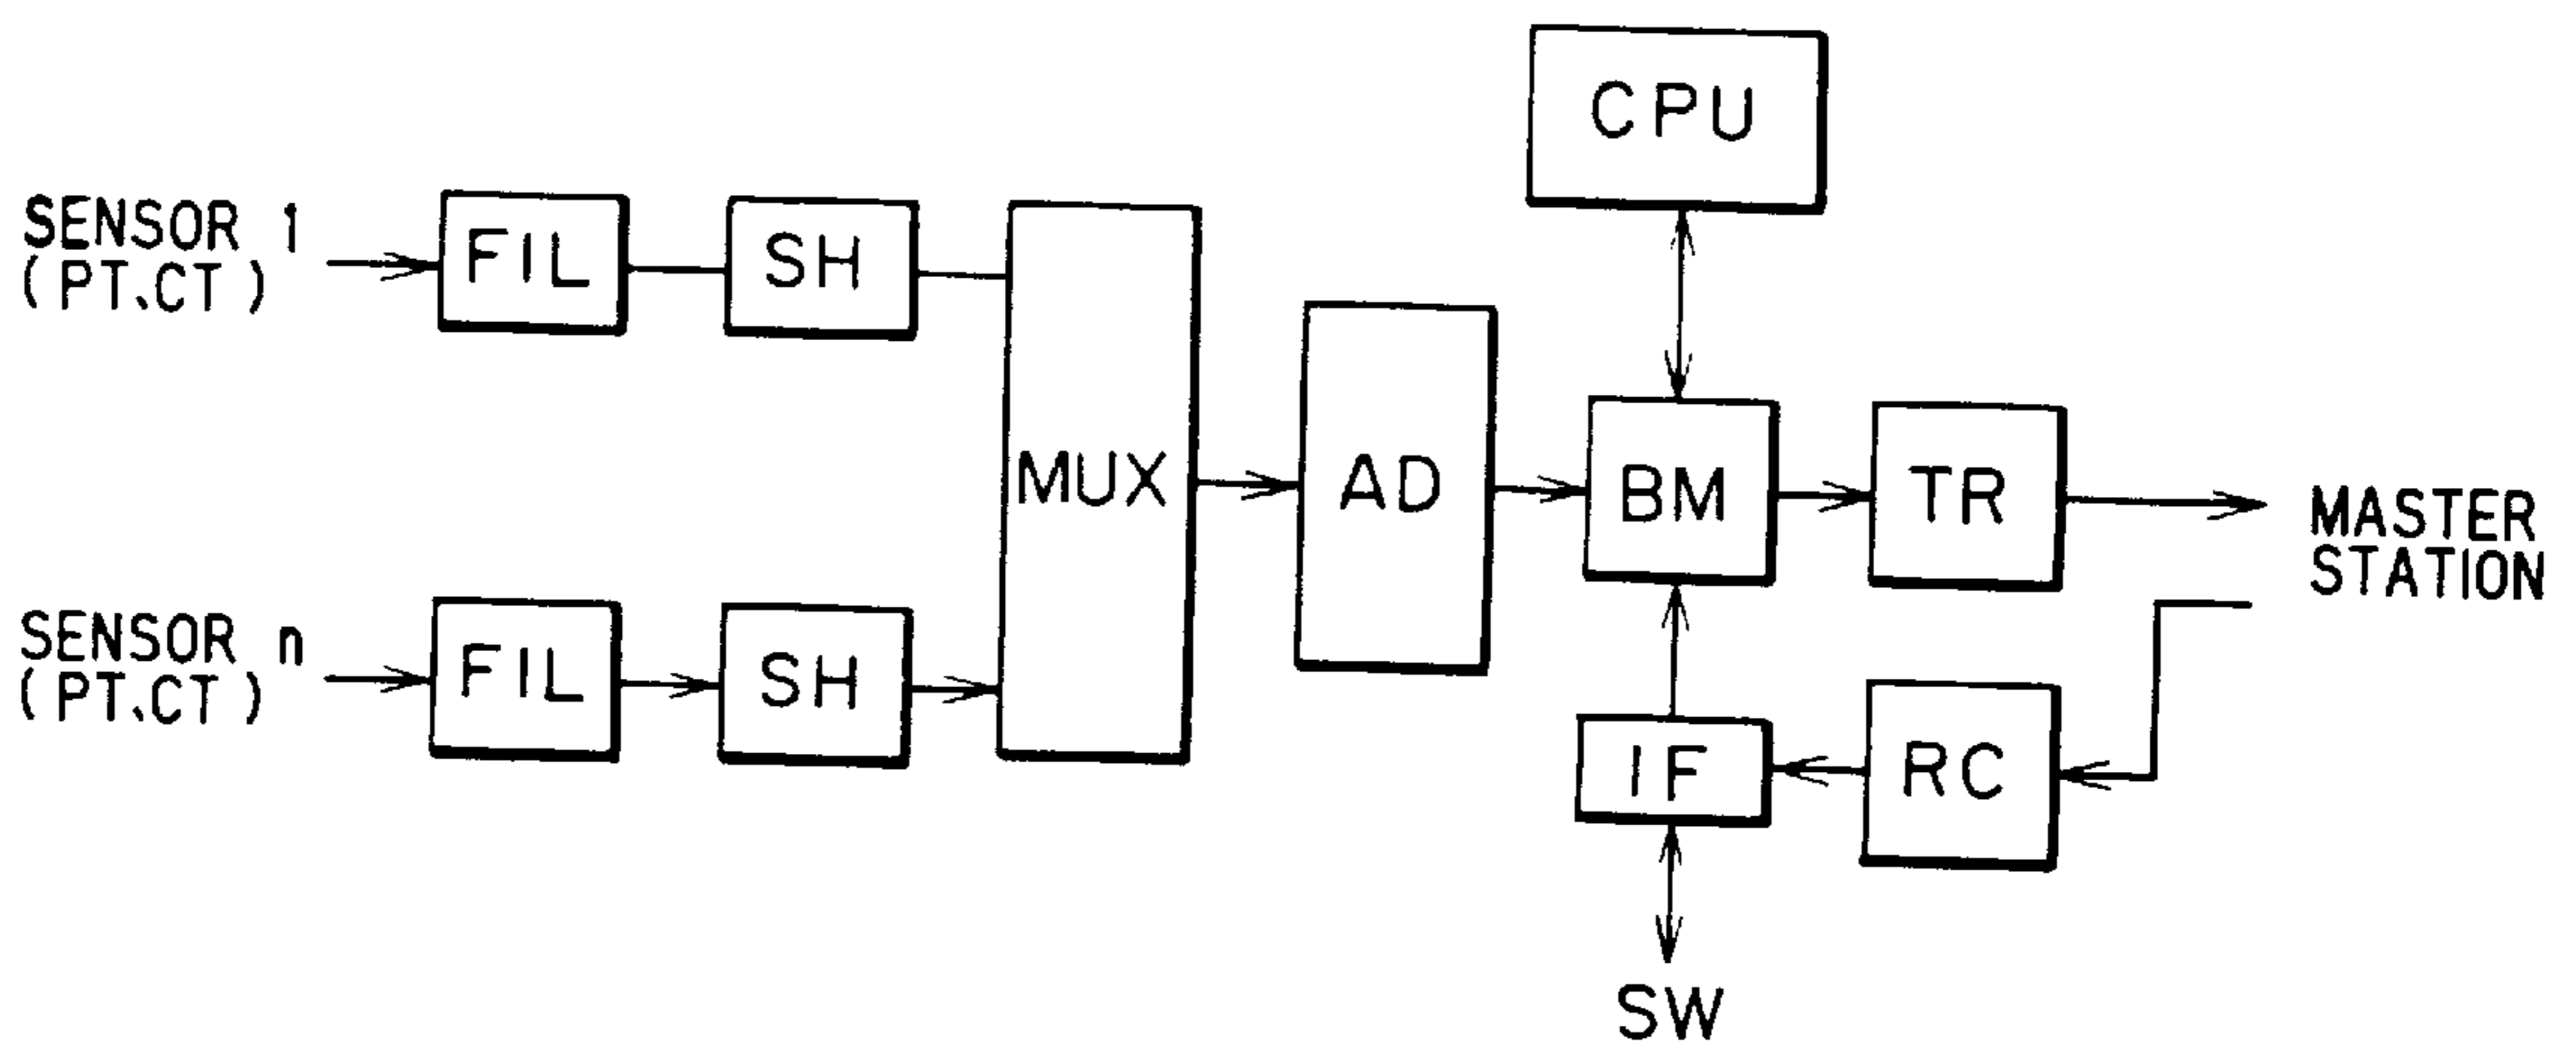 CPU
SENSOR 1
(PT.CT)
FIL
SH
MUX
AD
BM
TR
MASTER
STATION
SENSOR n
(PT.CT)
FIL
SH
IF
RC
SW